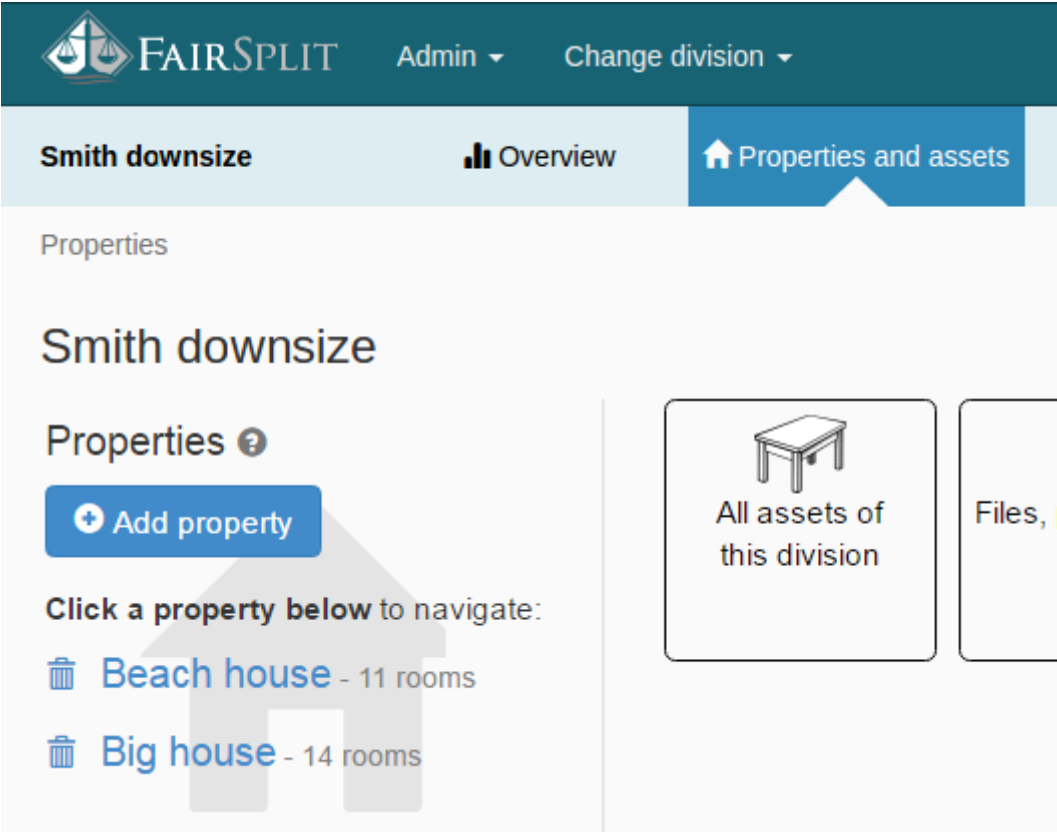 FAIRSPLIT Admin Change division
Smith downsize Overview Properties and assets
Properties
Smith downsize
Properties
Add property
Click a property below to navigate:
Beach house - 11 rooms
Big house - 14 rooms
All assets of
this division
Files,